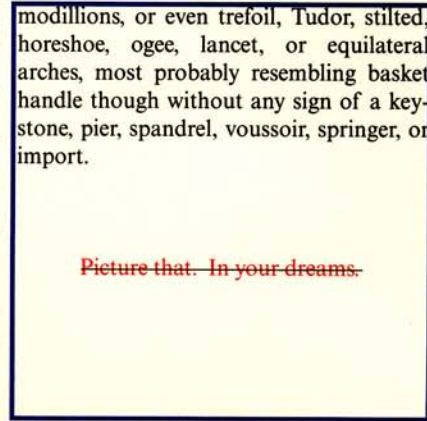 modillions, or even trefoil, Tudor, stilted,
horeshoe, ogee, lancet, or equilateral
arches, most probably resembling basket
handle though without any sign of a key-
stone, pier, spandrel, voussoir, springer, or
import.
Picture that. In your dreams.